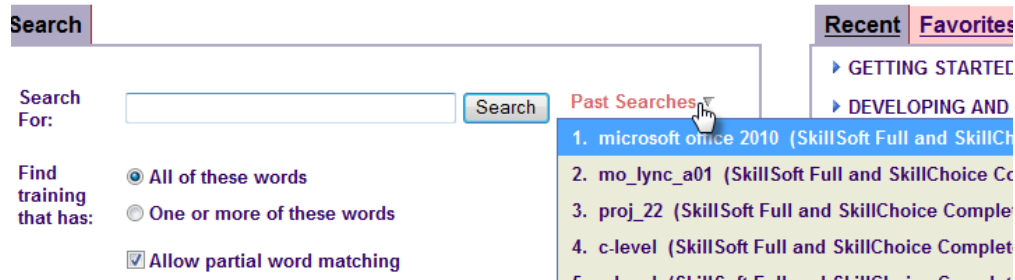 Search
Recent Favorites
GETTING STARTED
Search For:
Search
Past Searches
DEVELOPING AND
1. microsoft office 2010 (SkillSoft Full and SkillCh
Find training that has:
All of these words
2. mo_lync_a01 (SkillSoft Full and SkillChoice Co
One or more of these words
3. proj_22 (SkillSoft Full and SkillChoice Complet
Allow partial word matching
4. c-level (SkillSoft Full and SkillChoice Complet